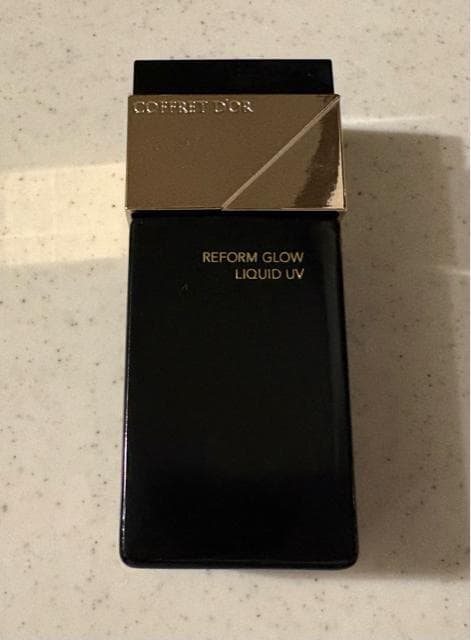 COFFRET D'OR
REFORM GLOW
LIQUID UV